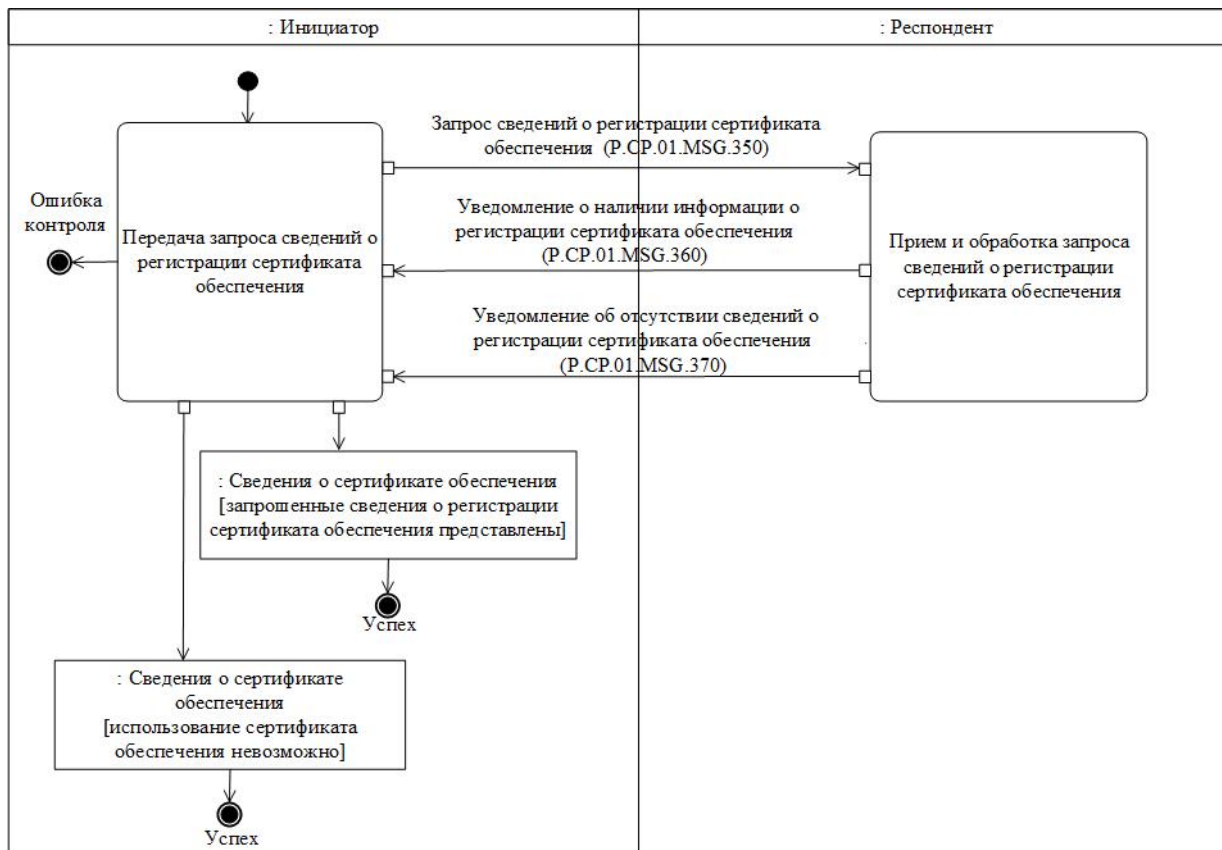 : Инициатор
: Респондент
Запрос сведений о регистрации сертификата
обеспечения (P.CP.01.MSG.350)
Ошибка
контроля
Передача запроса сведений о
регистрации сертификата
обеспечения
Уведомление о наличии информации о
регистрации сертификата обеспечения
(P.CP.01.MSG.360)
Прием и обработка запроса
сведений о регистрации
сертификата обеспечения
Уведомление об отсутствии сведений о
регистрации сертификата обеспечения
(P.CP.01.MSG.370)
: Сведения о сертификате обеспечения
[запрошенные сведения о регистрации
сертификата обеспечения представлены]
Успех
: Сведения о сертификате
обеспечения
[использование сертификата
обеспечения невозможно]
Успех